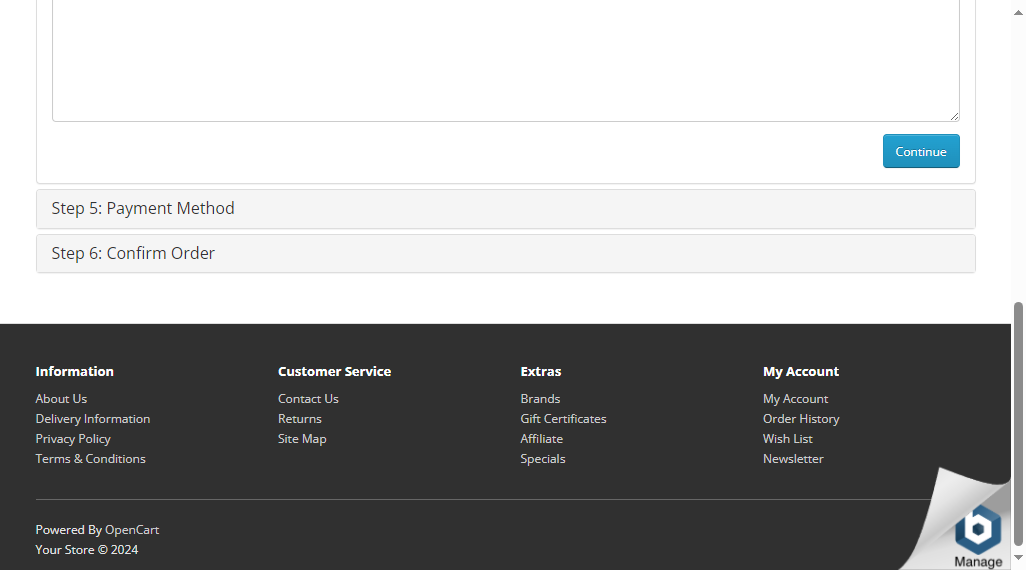 Continue
Step 5: Payment Method
Step 6: Confirm Order
Information
About Us
Delivery Information
Privacy Policy
Terms & Conditions
Customer Service
Contact Us
Returns
Site Map
Extras
Brands
Gift Certificates
Affiliate
Specials
My Account
My Account
Order History
Wish List
Newsletter
Powered By OpenCart
Your Store © 2024
Manage